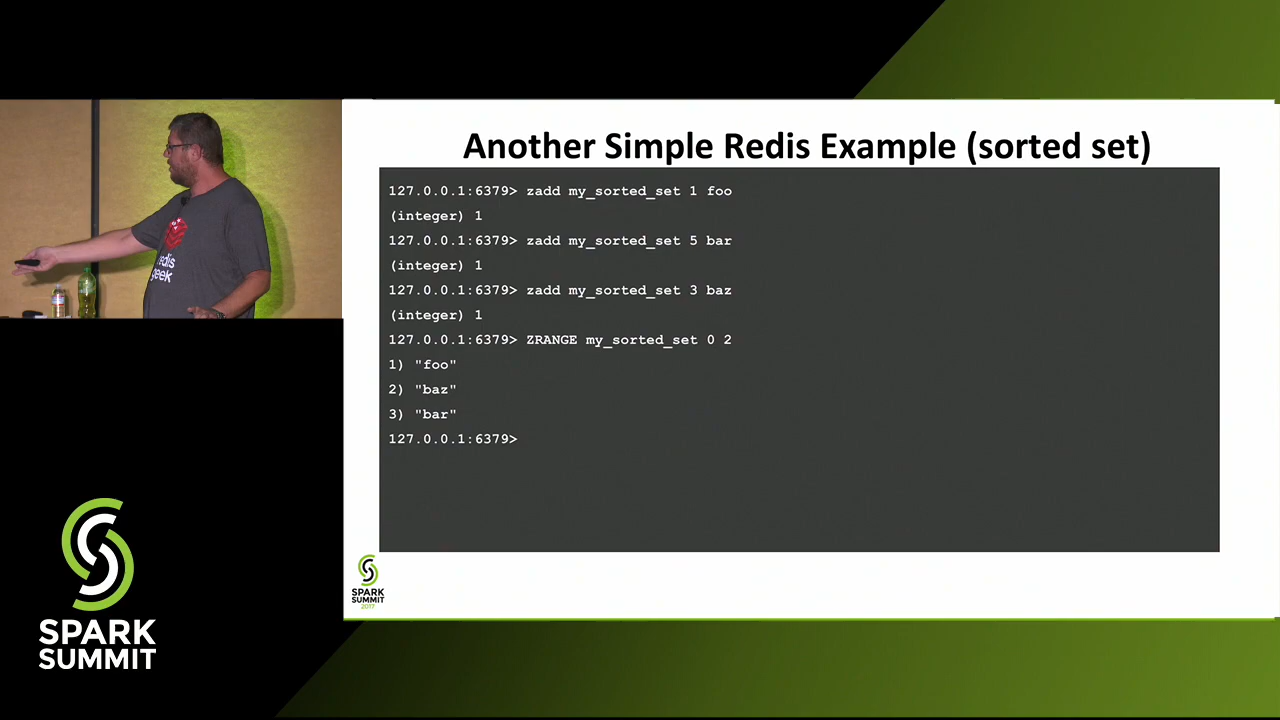 Another Simple Redis Example (sorted set)
127.0.0.1:6379> zadd my_sorted_set 1 foo
(integer) 1
127.0.0.1:6379> zadd my_sorted_set 5 bar
(integer) 1
127.0.0.1:6379> zadd my_sorted_set 3 baz
(integer) 1
127.0.0.1:6379> ZRANGE my_sorted_set 0 2
1) "foo"
2) "baz"
3) "bar"
127.0.0.1:6379>
redis
geek
SPARK
SUMMIT
2017
SPARK
SUMMIT